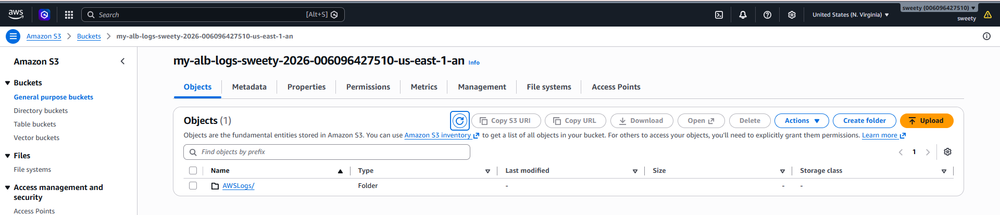 aws
Search [Alt+S]
United States (N. Virginia)
sweety (006096427510)
sweety
Amazon S3
Buckets
my-alb-logs-sweety-2026-006096427510-us-east-1-an
Amazon S3
Buckets
General purpose buckets
Directory buckets
Table buckets
Vector buckets
Files
File systems
Access management and
security
Access Points
my-alb-logs-sweety-2026-006096427510-us-east-1-an Info
Objects Metadata Properties Permissions Metrics Management File systems Access Points
Objects (1)
Copy S3 URI Copy URL Download Open Delete Actions Create folder Upload
Objects are the fundamental entities stored in Amazon S3. You can use Amazon S3 inventory to get a list of all objects in your bucket. For others to access your objects, you'll need to explicitly grant them permissions. Learn more
Find objects by prefix
1
Name Type Last modified Size Storage class
AWSLogs/ Folder - - -